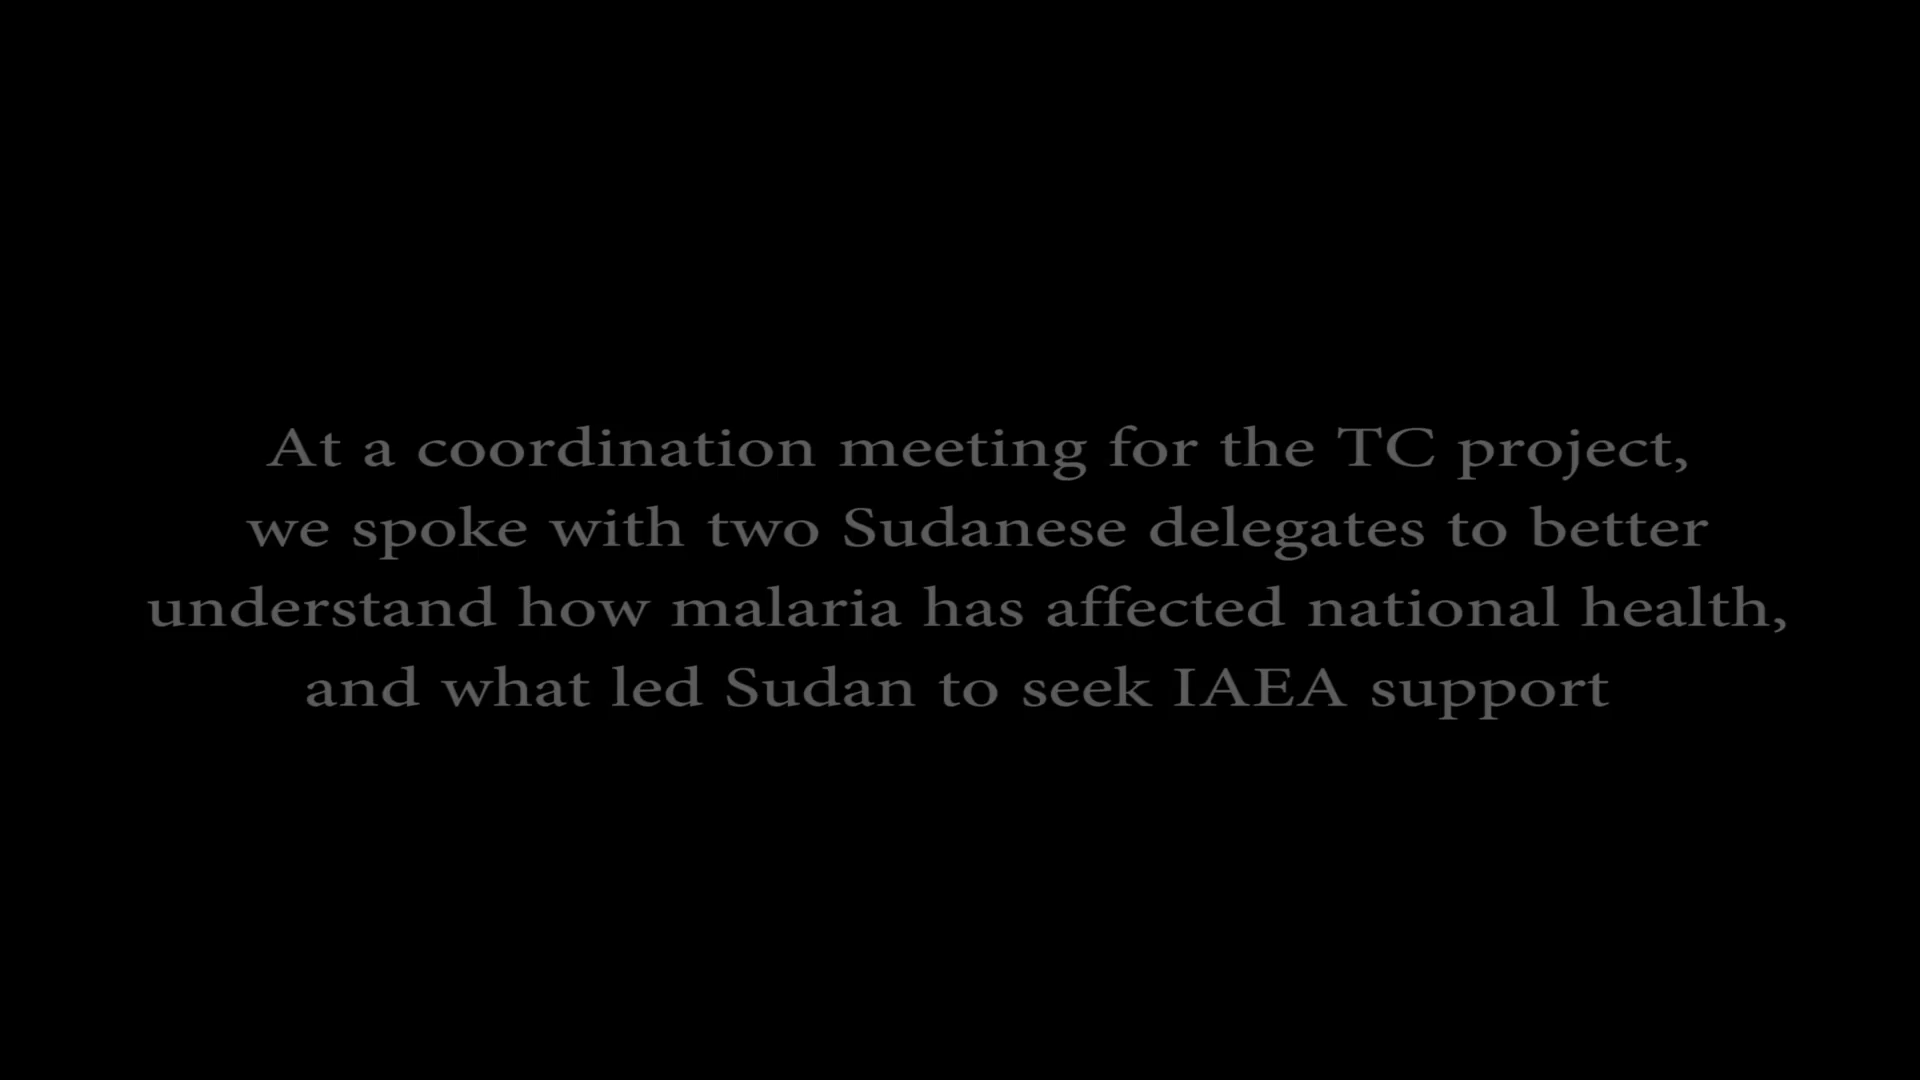 At a coordination meeting for the TC project,
we spoke with two Sudanese delegates to better
understand how malaria has affected national health,
and what led Sudan to seek IAEA support